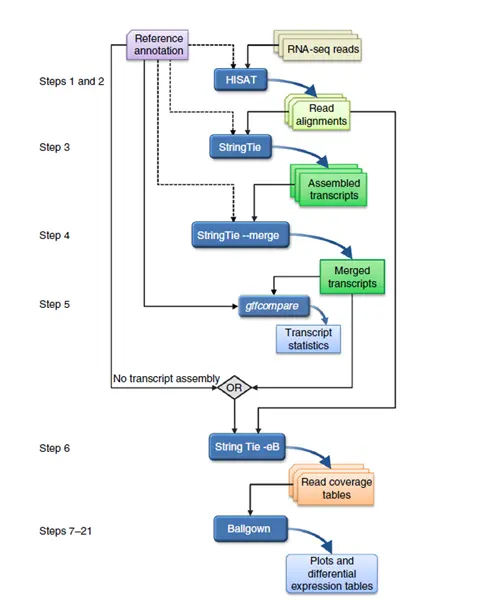 Reference
annotation
RNA-seq reads
Steps 1 and 2
HISAT
Read
alignments
Step 3
StringTie
Assembled
transcripts
Step 4
StringTie --merge
Merged
transcripts
Step 5
gffcompare
Transcript
statistics
No transcript assembly
OR
Step 6
String Tie -eB
Read coverage
tables
Steps 7–21
Ballgown
Plots and
differential
expression tables